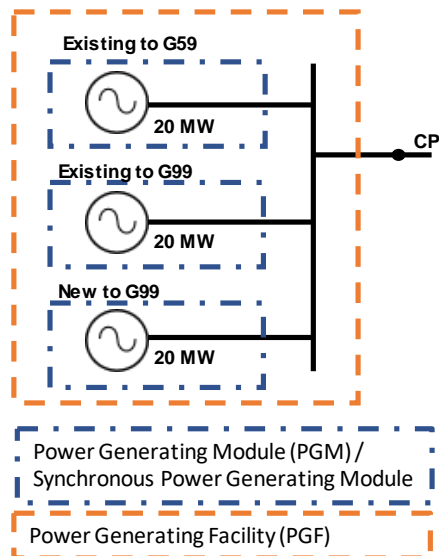 Existing to G59
20 MW
CP
Existing to G99
20 MW
New to G99
20 MW
Power Generating Module (PGM) /
Synchronous Power Generating Module
Power Generating Facility (PGF)